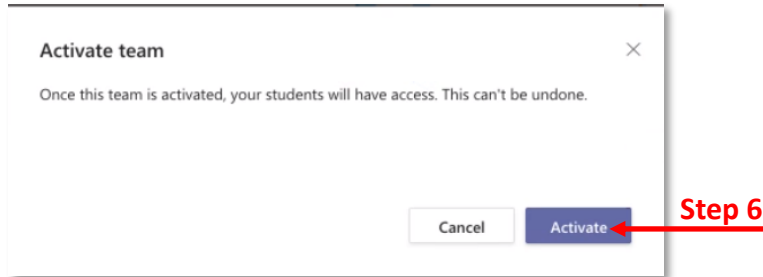 Activate team
Once this team is activated, your students will have access. This can't be undone.
Cancel
Activate
Step 6